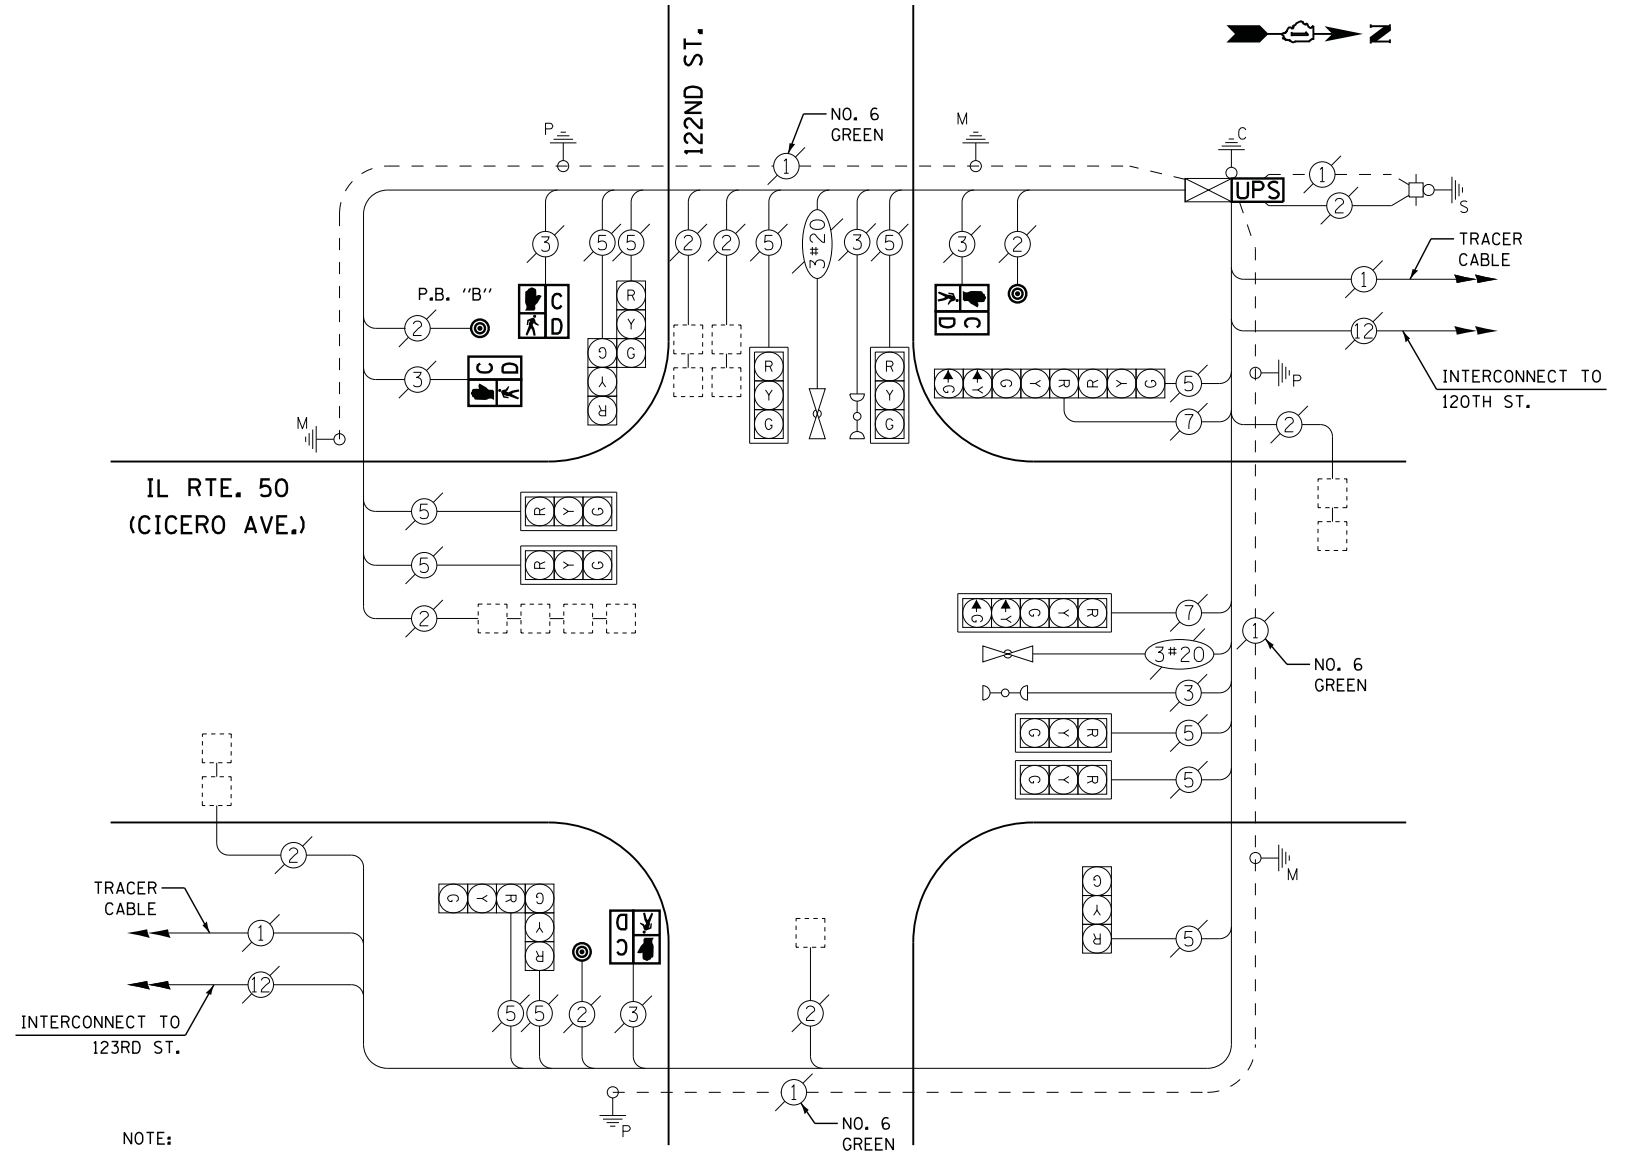 122ND ST.
N
P
NO. 6
GREEN
1
M
C
UPS
1
2
S
TRACER
CABLE
1
12
INTERCONNECT TO
120TH ST.
3
5
5
2
2
5
3#20
3
5
3
2
P.B. "B"
2
C
D
R
Y
G
G
Y
R
3
C D
R
Y
G
R
Y
G
C
D
G Y G Y R R Y G
5
7
P
2
M
IL RTE. 50
(CICERO AVE.)
5
R Y G
5
R Y G
2
G Y G Y R
7
3#20
1
NO. 6
GREEN
3
G Y R
5
G Y R
5
2
M
TRACER
CABLE
1
12
INTERCONNECT TO
123RD ST.
G Y R G
Y
R
D
C
5
5
2
3
2
G
Y
R
5
P
1
NO. 6
GREEN
NOTE: